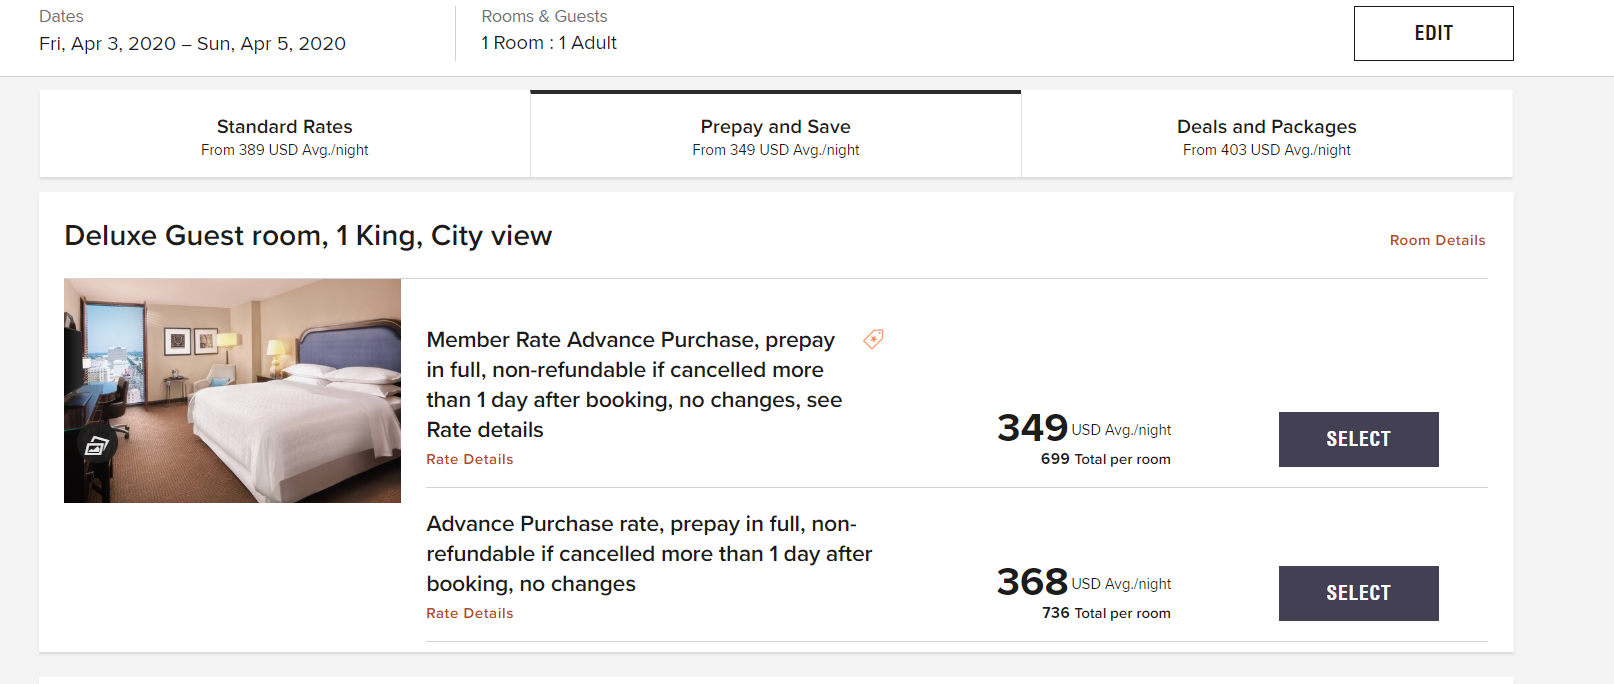 Dates
Fri, Apr 3, 2020 – Sun, Apr 5, 2020
Rooms & Guests
1 Room : 1 Adult
EDIT
Standard Rates
From 389 USD Avg./night
Prepay and Save
From 349 USD Avg./night
Deals and Packages
From 403 USD Avg./night
Deluxe Guest room, 1 King, City view
Room Details
Member Rate Advance Purchase, prepay
in full, non-refundable if cancelled more
than 1 day after booking, no changes, see
Rate details
Rate Details
349 USD Avg./night
699 Total per room
SELECT
Advance Purchase rate, prepay in full, non-
refundable if cancelled more than 1 day after
booking, no changes
Rate Details
368 USD Avg./night
736 Total per room
SELECT